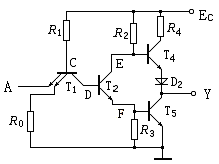 R1 R2 R4 EC
C E T4
A T1 D T2 D2 Y
F T5
R0 R3